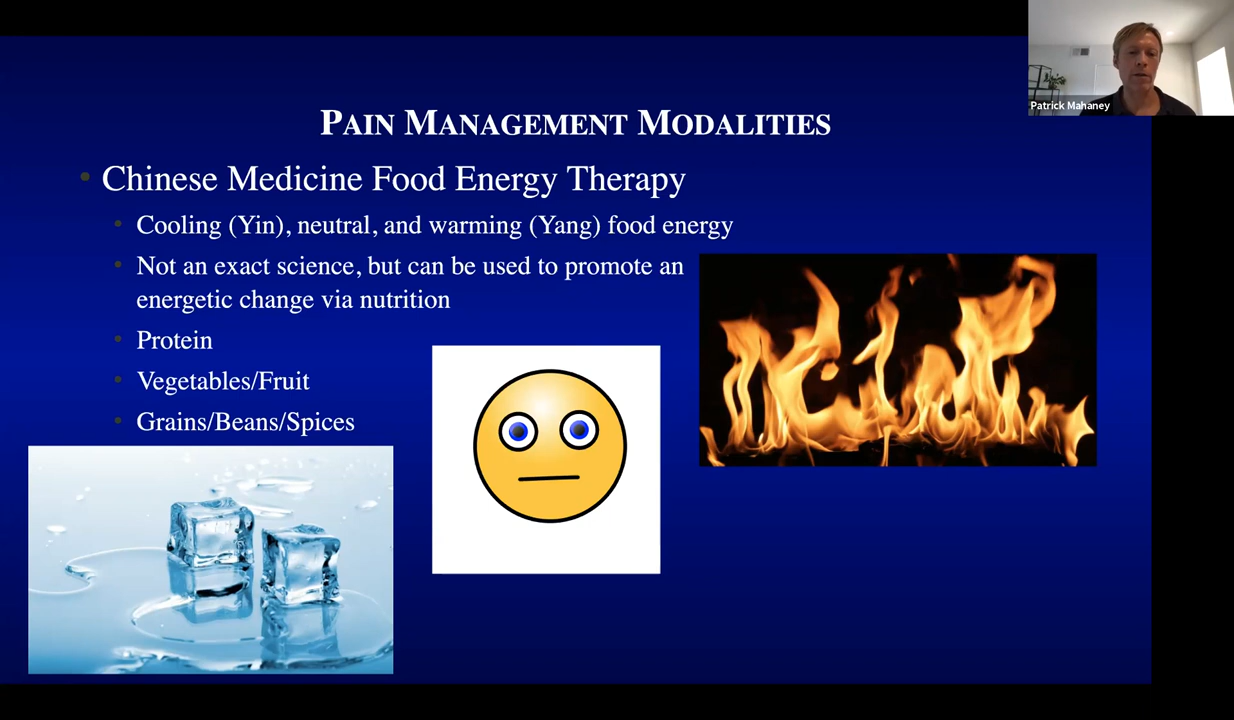 Patrick Mahaney
PAIN MANAGEMENT MODALITIES
• Chinese Medicine Food Energy Therapy
• Cooling (Yin), neutral, and warming (Yang) food energy
• Not an exact science, but can be used to promote an
energetic change via nutrition
• Protein
• Vegetables/Fruit
• Grains/Beans/Spices